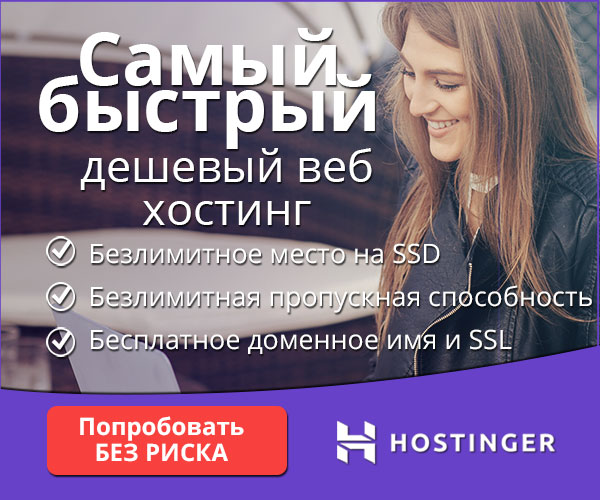 Самый
быстрый
дешевый веб
хостинг
Безлимитное место на SSD
Безлимитная пропускная способность
Бесплатное доменное имя и SSL
Попробовать
БЕЗ РИСКА
HOSTINGER